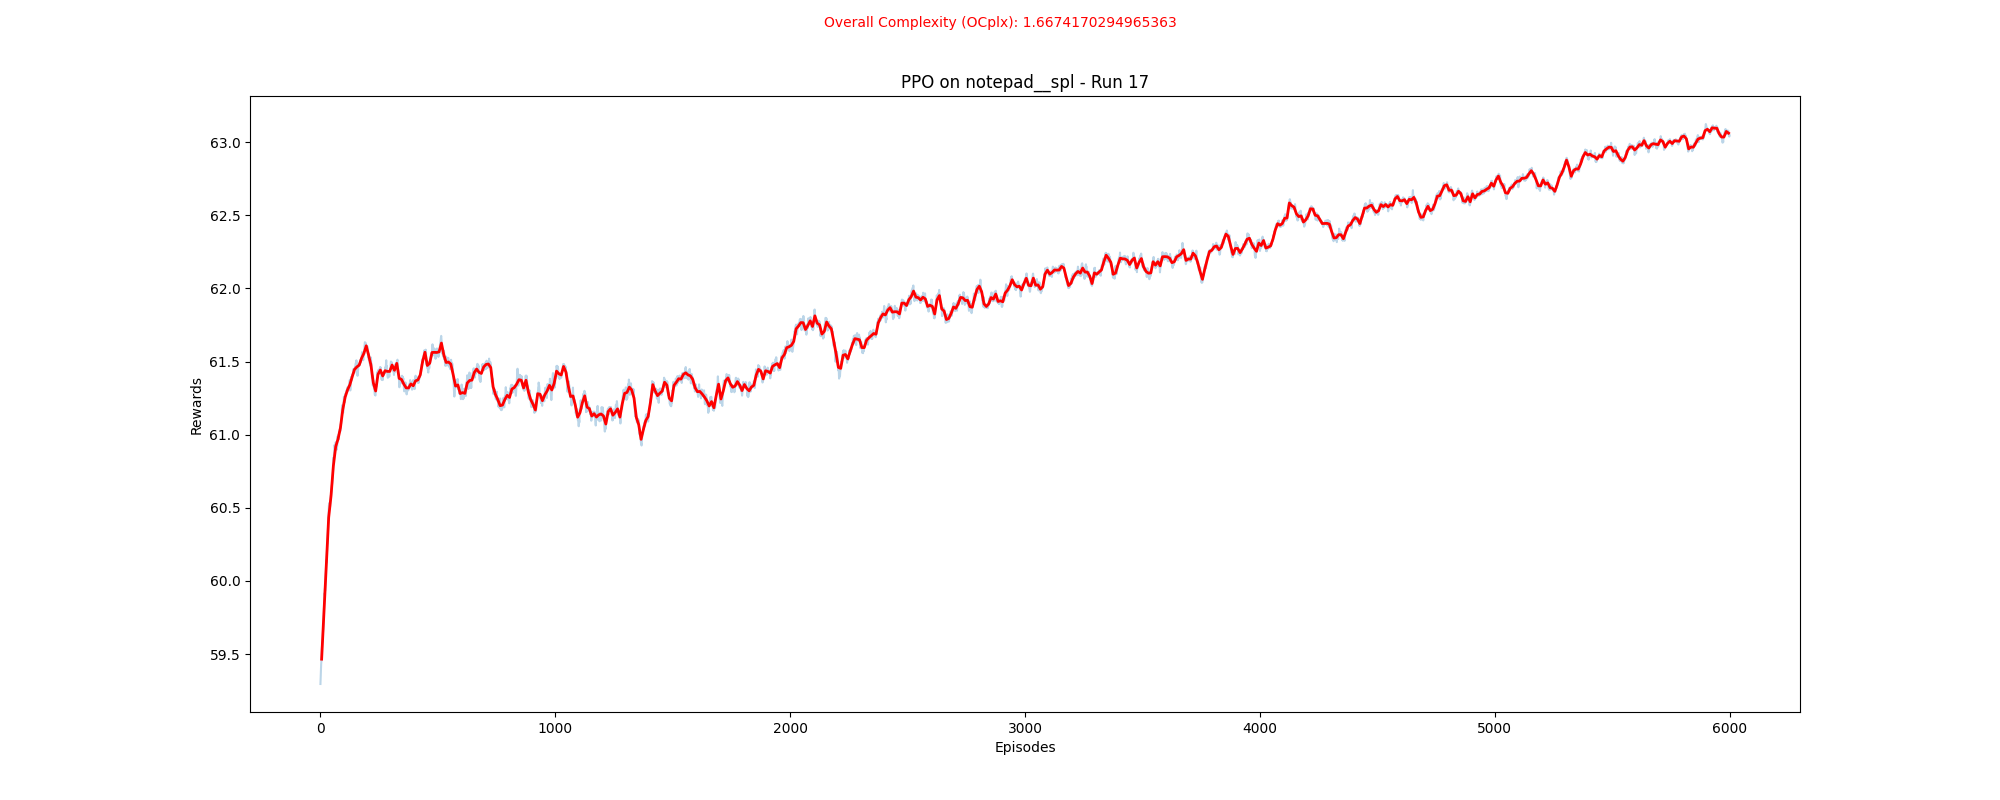 Overall Complexity (OCplx): 1.6674170294965363
PPO on notepad__spl - Run 17
63.0
62.5
62.0
61.5
61.0
60.5
60.0
59.5
Rewards
0 1000 2000 3000 4000 5000 6000
Episodes